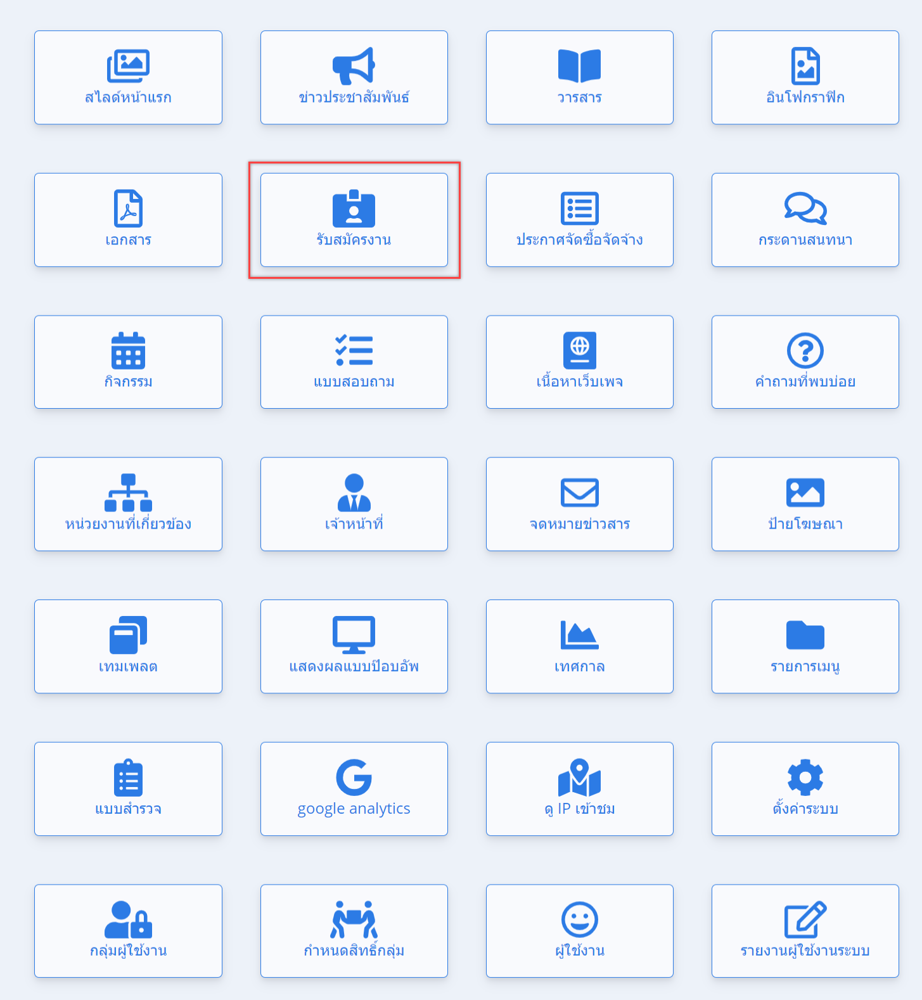 สไลด์หน้าแรก
ข่าวประชาสัมพันธ์
วารสาร
อินโฟกราฟิก
เอกสาร
รับสมัครงาน
ประกาศจัดซื้อจัดจ้าง
กระดานสนทนา
กิจกรรม
แบบสอบถาม
เนื้อหาเว็บเพจ
คำถามที่พบบ่อย
หน่วยงานที่เกี่ยวข้อง
เจ้าหน้าที่
จดหมายข่าวสาร
ป้ายโฆษณา
เทมเพลต
แสดงผลแบบป๊อบอัพ
เทศกาล
รายการเมนู
แบบสำรวจ
google analytics
ดู IP เข้าชม
ตั้งค่าระบบ
กลุ่มผู้ใช้งาน
กำหนดสิทธิ์กลุ่ม
ผู้ใช้งาน
รายงานผู้ใช้งานระบบ